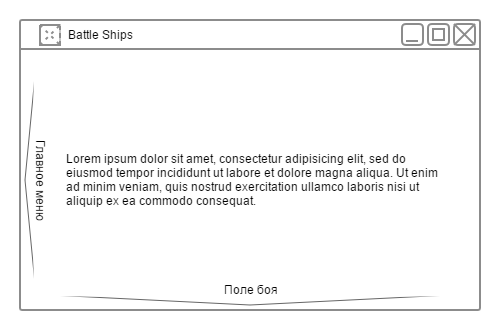 Battle Ships
Главное меню
Lorem ipsum dolor sit amet, consectetur adipisicing elit, sed do
eiusmod tempor incididunt ut labore et dolore magna aliqua. Ut enim
ad minim veniam, quis nostrud exercitation ullamco laboris nisi ut
aliquip ex ea commodo consequat.
Поле боя